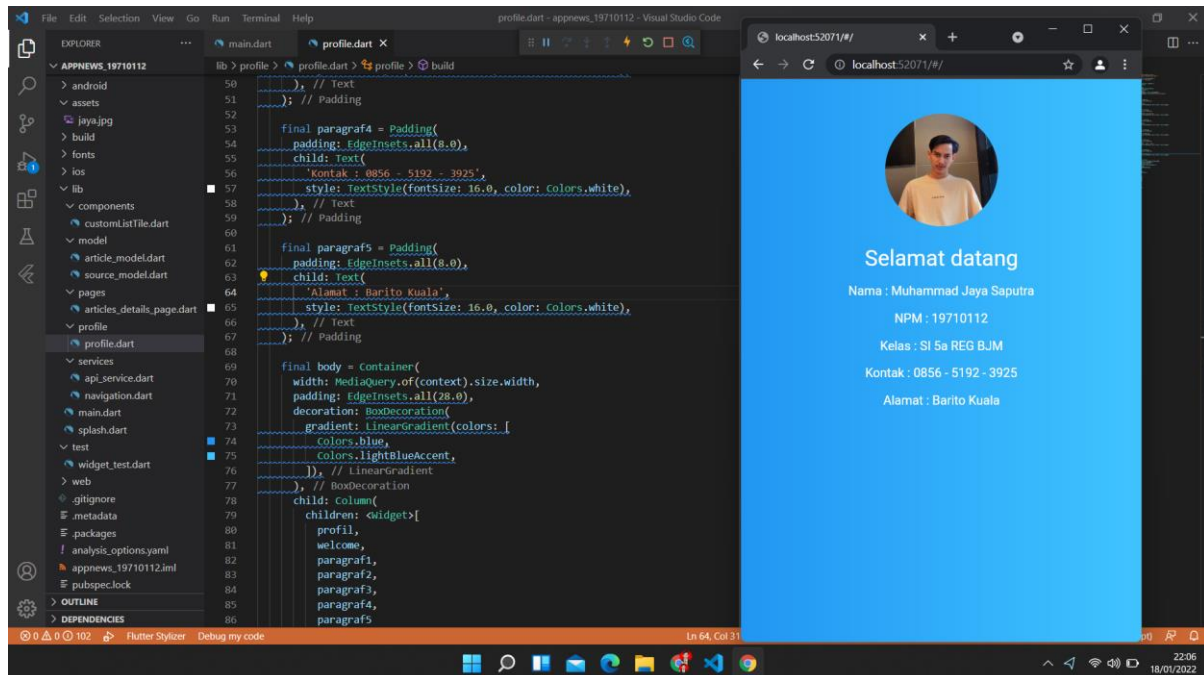 File Edit Selection View Go Run Terminal Help
profile.dart - appnews_19710112 - Visual Studio Code
EXPLORER
APPNEWS_19710112
android
assets
jaya.jpg
build
fonts
ios
lib
components
customListTile.dart
model
article_model.dart
source_model.dart
pages
articles_details_page.dart
profile
profile.dart
services
api_service.dart
navigation.dart
main.dart
splash.dart
test
widget_test.dart
web
.gitignore
.metadata
.packages
analysis_options.yaml
appnews_19710112.iml
pubspec.lock
OUTLINE
DEPENDENCIES
main.dart profile.dart
lib > profile > profile.dart > profile > build
50 ), // Text
51 ); // Padding
52
53 final paragraf4 = Padding(
54 padding: EdgeInsets.all(8.0),
55 child: Text(
56 'Kontak : 0856 - 5192 - 3925',
57 style: TextStyle(fontSize: 16.0, color: Colors.white),
58 ), // Text
59 ); // Padding
60
61 final paragraf5 = Padding(
62 padding: EdgeInsets.all(8.0),
63 child: Text(
64 'Alamat : Barito Kuala',
65 style: TextStyle(fontSize: 16.0, color: Colors.white),
66 ), // Text
67 ); // Padding
68
69 final body = Container(
70 width: MediaQuery.of(context).size.width,
71 padding: EdgeInsets.all(28.0),
72 decoration: BoxDecoration(
73 gradient: LinearGradient(colors: [
74 Colors.blue,
75 Colors.lightBlueAccent,
76 ]), // LinearGradient
77 ), // BoxDecoration
78 child: Column(
79 children: <Widget>[
80 profil,
81 welcome,
82 paragraf1,
83 paragraf2,
84 paragraf3,
85 paragraf4,
86 paragraf5
localhost:52071/#/
localhost:52071/#/
Selamat datang
Nama : Muhammad Jaya Saputra
NPM : 19710112
Kelas : SI 5a REG BJM
Kontak : 0856 - 5192 - 3925
Alamat : Barito Kuala
0 0 102 Flutter Stylizer Debug my code
Ln 64, Col 31
22:06
18/01/2022